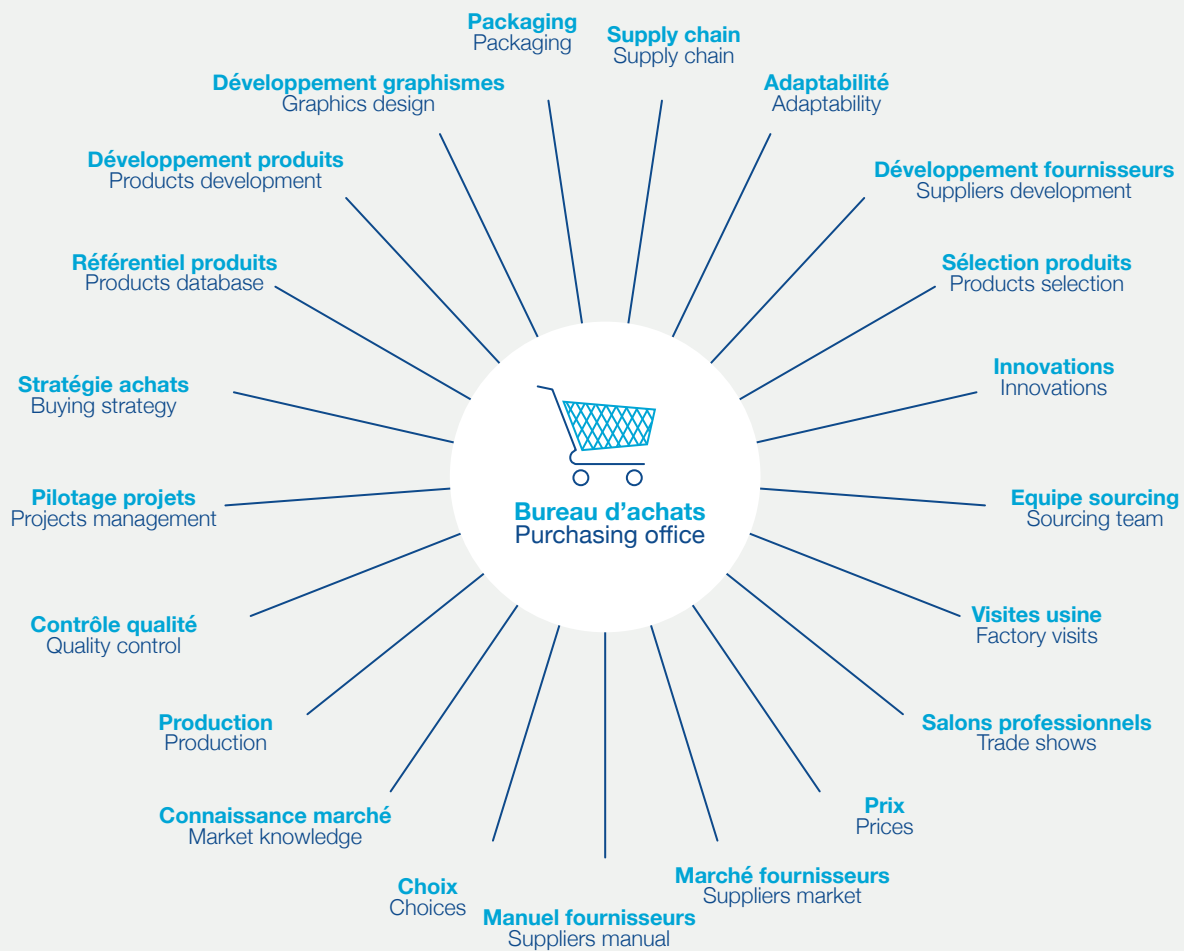 Packaging
Packaging
Supply chain
Supply chain
Adaptabilité
Adaptability
Développement fournisseurs
Suppliers development
Sélection produits
Products selection
Innovations
Innovations
Equipe sourcing
Sourcing team
Visites usine
Factory visits
Salons professionnels
Trade shows
Prix
Prices
Marché fournisseurs
Suppliers market
Manuel fournisseurs
Suppliers manual
Choix
Choices
Connaissance marché
Market knowledge
Production
Production
Contrôle qualité
Quality control
Pilotage projets
Projects management
Stratégie achats
Buying strategy
Référentiel produits
Products database
Développement produits
Products development
Développement graphismes
Graphics design
Bureau d'achats
Purchasing office